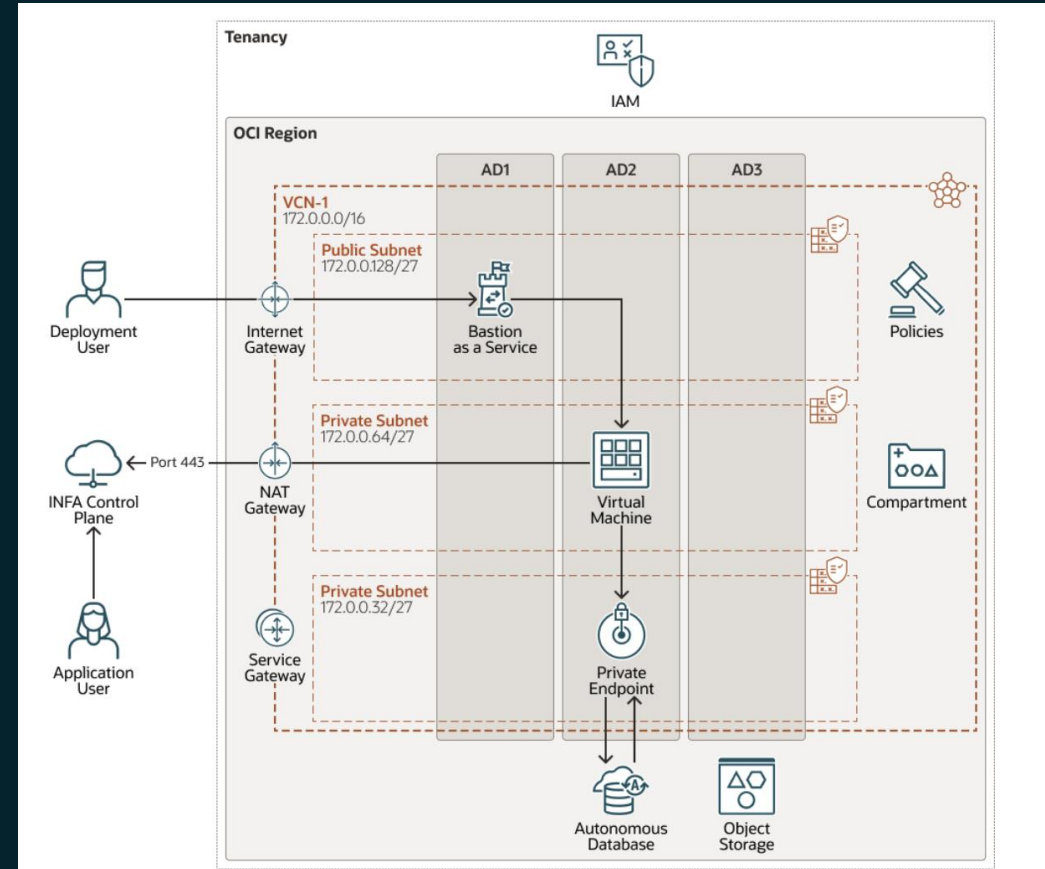 Tenancy
IAM
OCI Region
AD1
AD2
AD3
VCN-1
172.0.0.0/16
Public Subnet
172.0.0.128/27
Deployment
User
Internet
Gateway
Bastion
as a Service
Policies
Private Subnet
172.0.0.64/27
Port 443
INFA Control
Plane
NAT
Gateway
Virtual
Machine
Compartment
Private Subnet
172.0.0.32/27
Application
User
Service
Gateway
Private
Endpoint
A
Autonomous
Database
Object
Storage